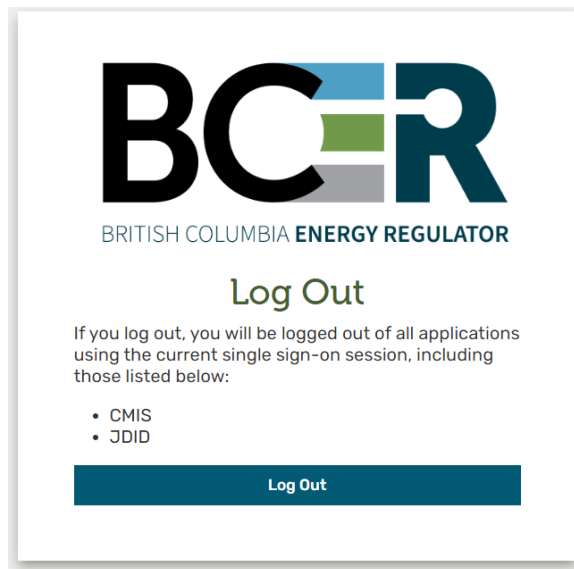 BCER
BRITISH COLUMBIA ENERGY REGULATOR
Log Out
If you log out, you will be logged out of all applications
using the current single sign-on session, including
those listed below:
• CMIS
• JDID
Log Out